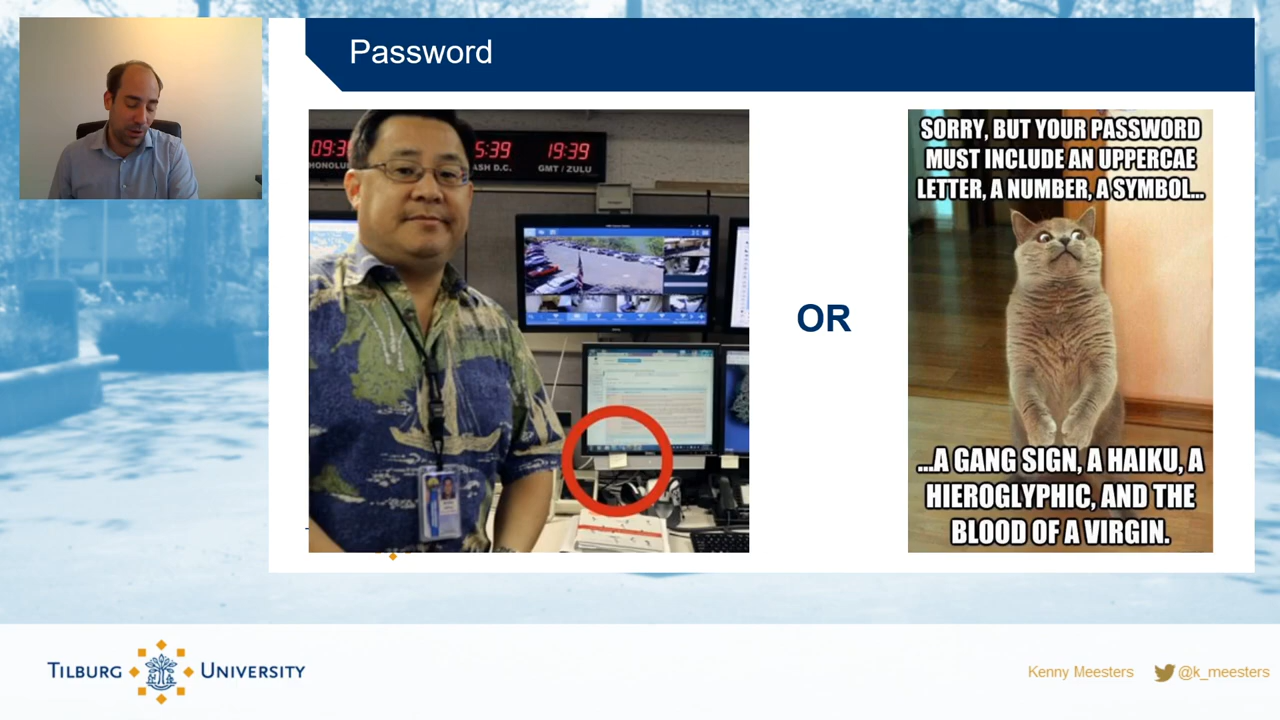 Password
09:3
5:39
19:39
HONOLU
ASH D.C.
GMT / ZULU
OR
SORRY, BUT YOUR PASSWORD
MUST INCLUDE AN UPPERCAE
LETTER, A NUMBER, A SYMBOL...
...A GANG SIGN, A HAIKU, A
HIEROGLYPHIC, AND THE
BLOOD OF A VIRGIN.
TILBURG UNIVERSITY
Kenny Meesters
@k_meesters